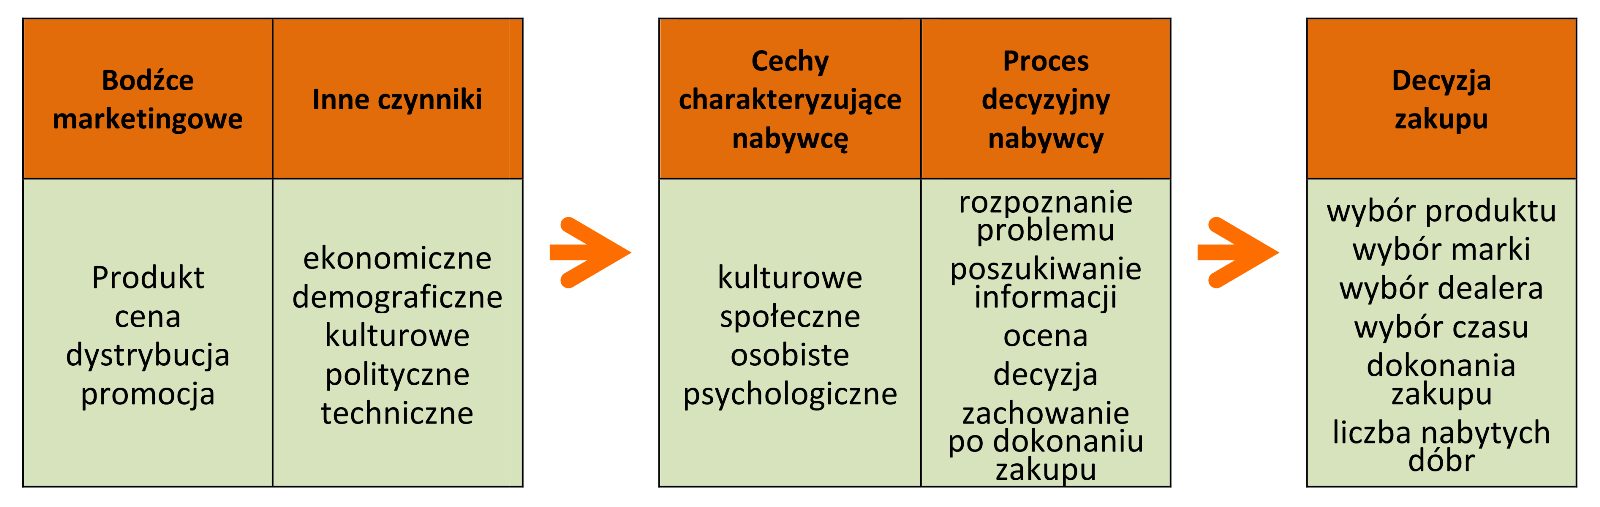 Bodźce
marketingowe
Inne czynniki
Produkt
cena
dystrybucja
promocja
ekonomiczne
demograficzne
kulturowe
polityczne
techniczne
Cechy
charakteryzujące
nabywcę
Proces
decyzyjny
nabywcy
kulturowe
społeczne
osobiste
psychologiczne
rozpoznanie
problemu
poszukiwanie
informacji
ocena
decyzja
zachowanie
po dokonaniu
zakupu
Decyzja
zakupu
wybór produktu
wybór marki
wybór dealera
wybór czasu
dokonania
zakupu
liczba nabytych
dóbr